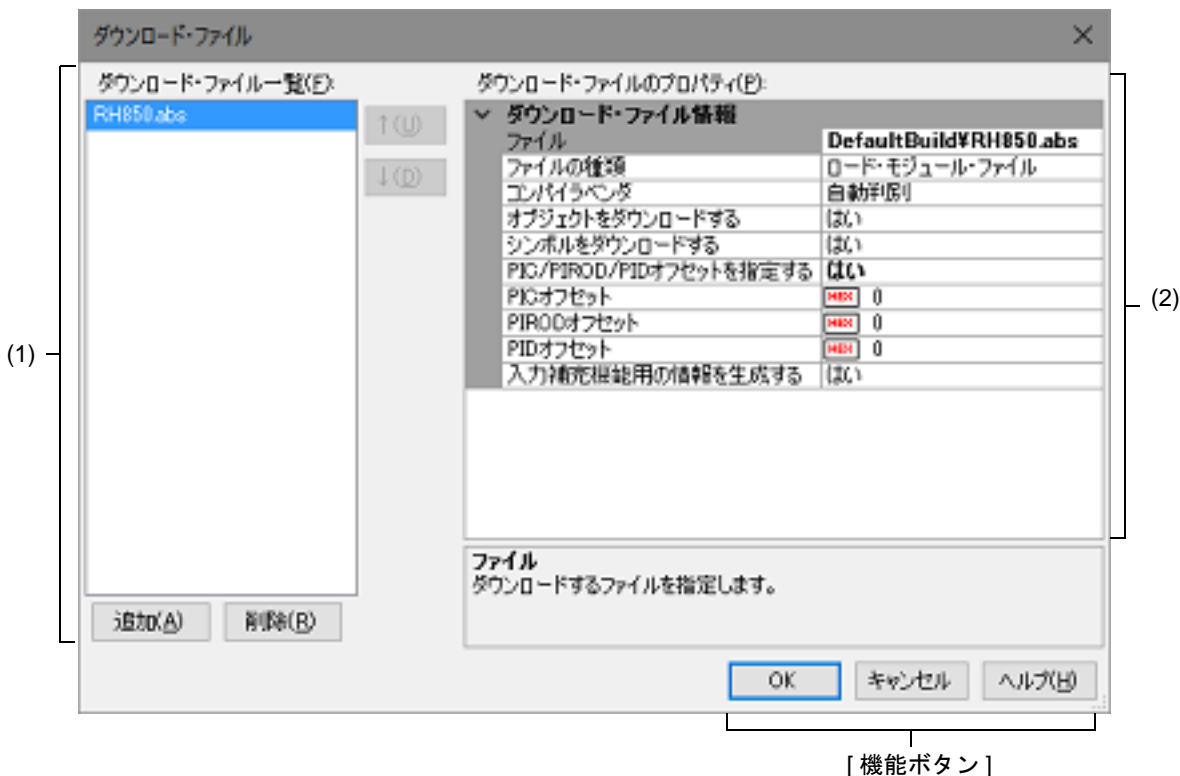 ダウンロード・ファイル
(1)
ダウンロード・ファイル一覧(F):
RH850.abs
↑(U)
↓(D)
追加(A)
削除(R)
ダウンロード・ファイルのプロパティ(P):
ダウンロード・ファイル情報
ファイル DefaultBuild¥RH850.abs
ファイルの種類 ロード・モジュール・ファイル
コンパイラベンダ 自動判別
オブジェクトをダウンロードする はい
シンボルをダウンロードする はい
PIC/PIROD/PIDオフセットを指定する はい
PICオフセット HEX 0
PIRODオフセット HEX 0
PIDオフセット HEX 0
入力補完機能用の情報を生成する はい
(2)
ファイル
ダウンロードするファイルを指定します。
OK
キャンセル
ヘルプ(H)
[ 機能ボタン ]